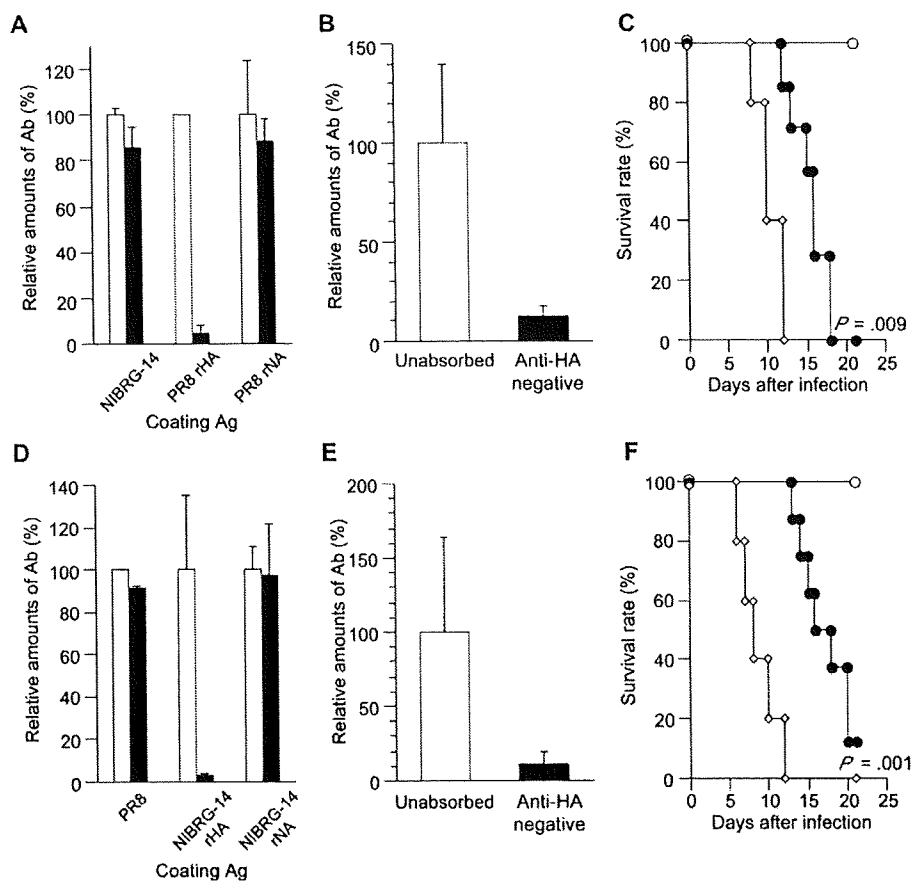 A
Relative amounts of Ab (%)
120
100
80
60
40
20
0
NIBRG-14
PR8 rHA
PR8 rNA
Coating Ag
B
Relative amounts of Ab (%)
150
100
50
0
Unabsorbed
Anti-HA
negative
C
Survival rate (%)
100
80
60
40
20
0
P = .009
0 5 10 15 20 25
Days after infection
D
Relative amounts of Ab (%)
140
120
100
80
60
40
20
0
PR8
NIBRG-14
rHA
NIBRG-14
rNA
Coating Ag
E
Relative amounts of Ab (%)
200
150
100
50
0
Unabsorbed
Anti-HA
negative
F
Survival rate (%)
100
80
60
40
20
0
P = .001
0 5 10 15 20 25
Days after infection